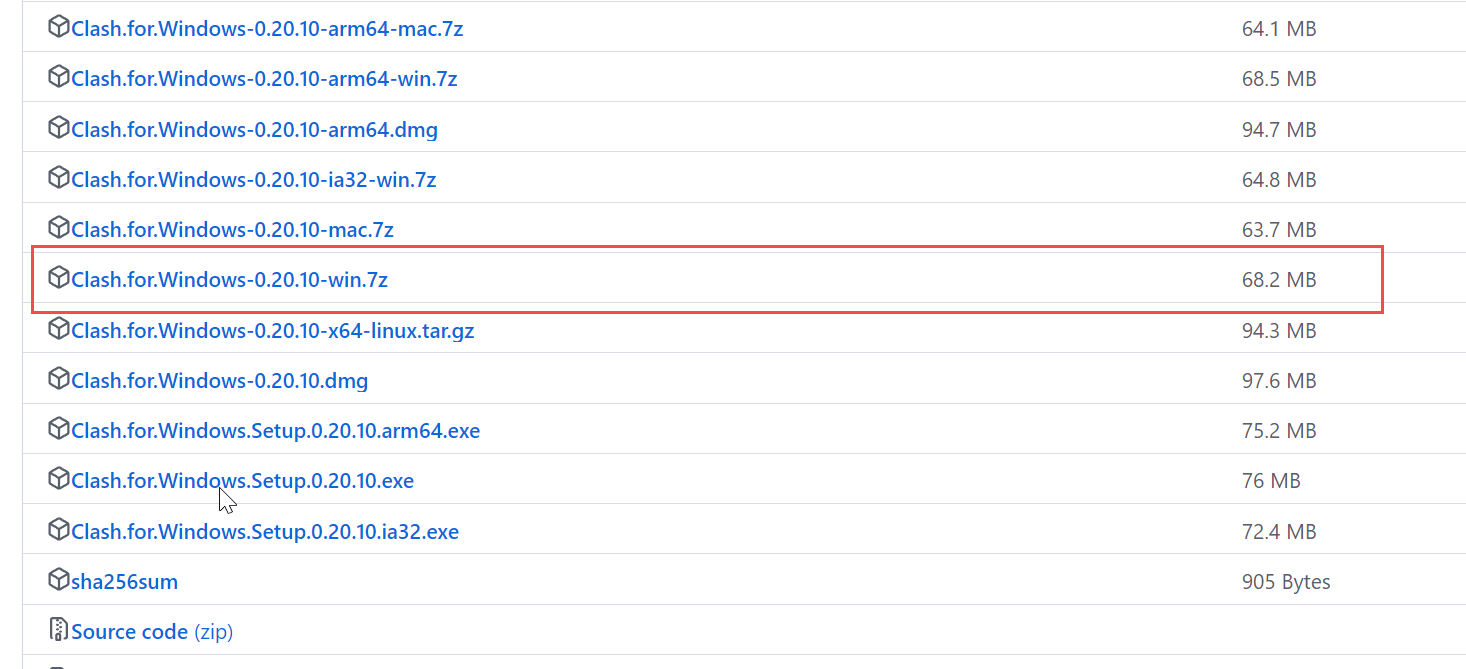 Clash.for.Windows-0.20.10-arm64-mac.7z 64.1 MB
Clash.for.Windows-0.20.10-arm64-win.7z 68.5 MB
Clash.for.Windows-0.20.10-arm64.dmg 94.7 MB
Clash.for.Windows-0.20.10-ia32-win.7z 64.8 MB
Clash.for.Windows-0.20.10-mac.7z 63.7 MB
Clash.for.Windows-0.20.10-win.7z 68.2 MB
Clash.for.Windows-0.20.10-x64-linux.tar.gz 94.3 MB
Clash.for.Windows-0.20.10.dmg 97.6 MB
Clash.for.Windows.Setup.0.20.10.arm64.exe 75.2 MB
Clash.for.Windows.Setup.0.20.10.exe 76 MB
Clash.for.Windows.Setup.0.20.10.ia32.exe 72.4 MB
sha256sum 905 Bytes
Source code (zip)